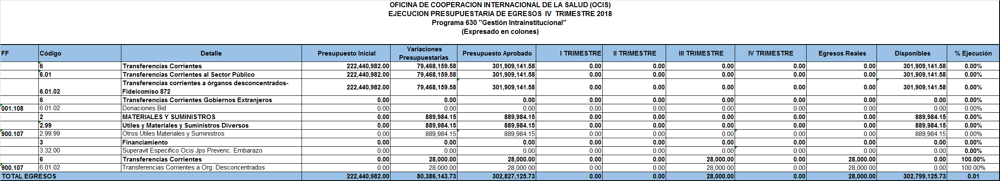 OFICINA DE COOPERACION INTERNACIONAL DE LA SALUD (OCIS)
EJECUCION PRESUPUESTARIA DE EGRESOS IV TRIMESTRE 2018
Programa 630 "Gestión Intrainstitucional"
(Expresado en colones)
FF Código Detalle Presupuesto Inicial Variaciones Presupuestarias Presupuesto Aprobado I TRIMESTRE II TRIMESTRE III TRIMESTRE IV TRIMESTRE Egresos Reales Disponibles % Ejecución
6 Transferencias Corrientes 222,440,982.00 79,468,159.58 301,909,141.58 0.00 0.00 0.00 0.00 0.00 301,909,141.58 0.00%
6.01 Transferencias Corrientes al Sector Público 222,440,982.00 79,468,159.58 301,909,141.58 0.00 0.00 0.00 0.00 0.00 301,909,141.58 0.00%
6.01.02 Transferencias corrientes a órganos desconcentrados-
Fideicomiso 872 222,440,982.00 79,468,159.58 301,909,141.58 0.00 0.00 0.00 0.00 0.00 301,909,141.58 0.00%
6 Transferencias Corrientes Gobiernos Extranjeros 0.00 0.00 0.00 0.00 0.00 0.00 0.00 0.00 0.00 0.00%
001.108 6.01.02 Donaciones Bid 0.00 0.00 0.00 0.00 0.00 0.00 0.00 0.00 0.00 0.00%
2 MATERIALES Y SUMINISTROS 0.00 889,984.15 889,984.15 0.00 0.00 0.00 0.00 0.00 889,984.15 0.00%
2.99 Utiles y Materiales y Suministros Diversos 0.00 889,984.15 889,984.15 0.00 0.00 0.00 0.00 0.00 889,984.15 0.00%
900.107 2.99.99 Otros Utiles Materiales y Suministros 0.00 889,984.15 889,984.15 0.00 0.00 0.00 0.00 0.00 889,984.15 0.00%
3 Financiamiento 0.00 0.00 0.00 0.00 0.00 0.00 0.00 0.00 0.00 0.00%
3.32.00 Superavit Especifico Ocis Jps Prevenc. Embarazo 0.00 0.00 0.00 0.00 0.00 0.00 0.00 0.00 0.00 0.00%
6 Transferencias Corrientes 0.00 28,000.00 28,000.00 0.00 0.00 28,000.00 0.00 28,000.00 0.00 100.00%
900.107 6.01.02 Transferencias Corrientes a Org. Desconcentrados 0.00 28,000.00 28,000.00 0.00 0.00 28,000.00 0.00 28,000.00 0.00 100.00%
TOTAL EGRESOS 222,440,982.00 80,386,143.73 302,827,125.73 0.00 0.00 28,000.00 0.00 28,000.00 302,799,125.73 0.01